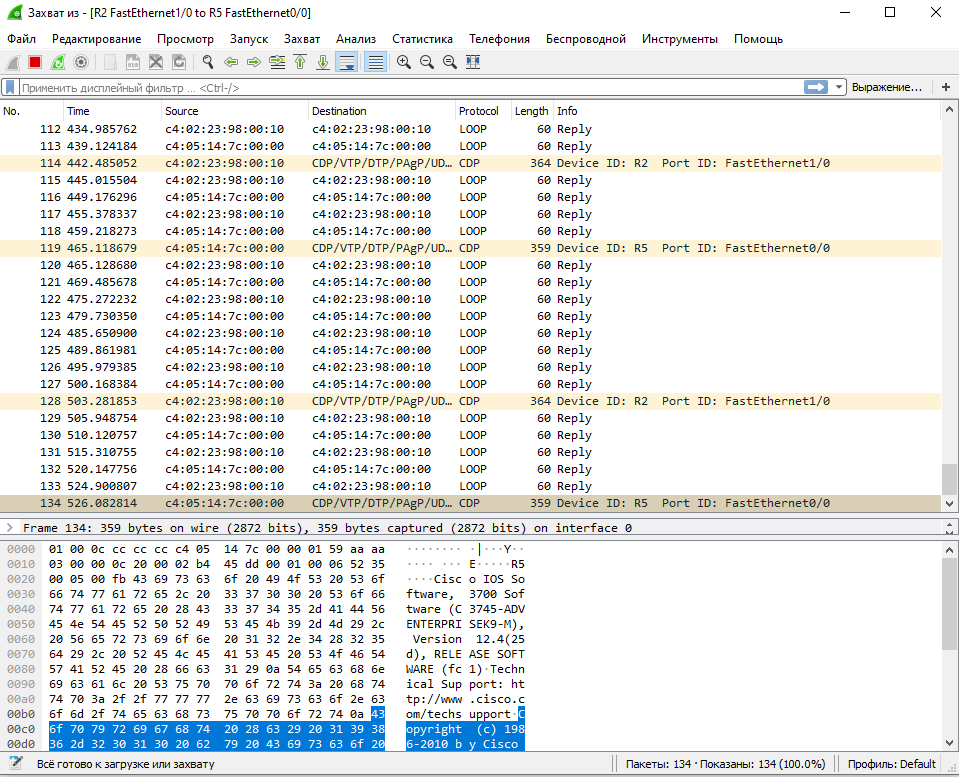 Захват из - [R2 FastEthernet1/0 to R5 FastEthernet0/0]
Файл Редактирование Просмотр Запуск Захват Анализ Статистика Телефония Беспроводной Инструменты Помощь
Применить дисплейный фильтр ... <Ctrl-/> Выражение... +
No. Time Source Destination Protocol Length Info
112 434.985762 c4:02:23:98:00:10 c4:02:23:98:00:10 LOOP 60 Reply
113 439.124184 c4:05:14:7c:00:00 c4:05:14:7c:00:00 LOOP 60 Reply
114 442.485052 c4:02:23:98:00:10 CDP/VTP/DTP/PAgP/UD… CDP 364 Device ID: R2 Port ID: FastEthernet1/0
115 445.015504 c4:02:23:98:00:10 c4:02:23:98:00:10 LOOP 60 Reply
116 449.176296 c4:05:14:7c:00:00 c4:05:14:7c:00:00 LOOP 60 Reply
117 455.378337 c4:02:23:98:00:10 c4:02:23:98:00:10 LOOP 60 Reply
118 459.218273 c4:05:14:7c:00:00 c4:05:14:7c:00:00 LOOP 60 Reply
119 465.118679 c4:05:14:7c:00:00 CDP/VTP/DTP/PAgP/UD… CDP 359 Device ID: R5 Port ID: FastEthernet0/0
120 465.128680 c4:02:23:98:00:10 c4:02:23:98:00:10 LOOP 60 Reply
121 469.485678 c4:05:14:7c:00:00 c4:05:14:7c:00:00 LOOP 60 Reply
122 475.272232 c4:02:23:98:00:10 c4:02:23:98:00:10 LOOP 60 Reply
123 479.730350 c4:05:14:7c:00:00 c4:05:14:7c:00:00 LOOP 60 Reply
124 485.650900 c4:02:23:98:00:10 c4:02:23:98:00:10 LOOP 60 Reply
125 489.861981 c4:05:14:7c:00:00 c4:05:14:7c:00:00 LOOP 60 Reply
126 495.979385 c4:02:23:98:00:10 c4:02:23:98:00:10 LOOP 60 Reply
127 500.168384 c4:05:14:7c:00:00 c4:05:14:7c:00:00 LOOP 60 Reply
128 503.281853 c4:02:23:98:00:10 CDP/VTP/DTP/PAgP/UD… CDP 364 Device ID: R2 Port ID: FastEthernet1/0
129 505.948754 c4:02:23:98:00:10 c4:02:23:98:00:10 LOOP 60 Reply
130 510.120757 c4:05:14:7c:00:00 c4:05:14:7c:00:00 LOOP 60 Reply
131 515.310755 c4:02:23:98:00:10 c4:02:23:98:00:10 LOOP 60 Reply
132 520.147756 c4:05:14:7c:00:00 c4:05:14:7c:00:00 LOOP 60 Reply
133 524.900807 c4:02:23:98:00:10 c4:02:23:98:00:10 LOOP 60 Reply
134 526.082814 c4:05:14:7c:00:00 CDP/VTP/DTP/PAgP/UD… CDP 359 Device ID: R5 Port ID: FastEthernet0/0
Frame 134: 359 bytes on wire (2872 bits), 359 bytes captured (2872 bits) on interface 0
0000 01 00 0c cc cc cc c4 05 14 7c 00 00 01 59 aa aa ········ ·|···Y··
0010 03 00 00 0c 20 00 02 b4 45 dd 00 01 00 06 52 35 ···· ··· E·····R5
0020 00 05 00 fb 43 69 73 63 6f 20 49 4f 53 20 53 6f ····Cisc o IOS So
0030 66 74 77 61 72 65 2c 20 33 37 30 30 20 53 6f 66 ftware, 3700 Sof
0040 74 77 61 72 65 20 28 43 33 37 34 35 2d 41 44 56 tware (C 3745-ADV
0050 45 4e 54 45 52 50 52 49 53 45 4b 39 2d 4d 29 2c ENTERPRI SEK9-M),
0060 20 56 65 72 73 69 6f 6e 20 31 32 2e 34 28 32 35 Version 12.4(25
0070 64 29 2c 20 52 45 4c 45 41 53 45 20 53 4f 46 54 d), RELE ASE SOFT
0080 57 41 52 45 20 28 66 63 31 29 0a 54 65 63 68 6e WARE (fc 1)·Techn
0090 69 63 61 6c 20 53 75 70 70 6f 72 74 3a 20 68 74 ical Sup port: ht
00a0 74 70 3a 2f 2f 77 77 77 2e 63 69 73 63 6f 2e 63 tp://www .cisco.c
00b0 6f 6d 2f 74 65 63 68 73 75 70 70 6f 72 74 0a 43 om/techs upport·C
00c0 6f 70 79 72 69 67 68 74 20 28 63 29 20 31 39 38 opyright (c) 198
00d0 36 2d 32 30 31 30 20 62 79 20 43 69 73 63 6f 20 6-2010 b y Cisco
Всё готово к загрузке или захвату Пакеты: 134 · Показаны: 134 (100.0%) Профиль: Default